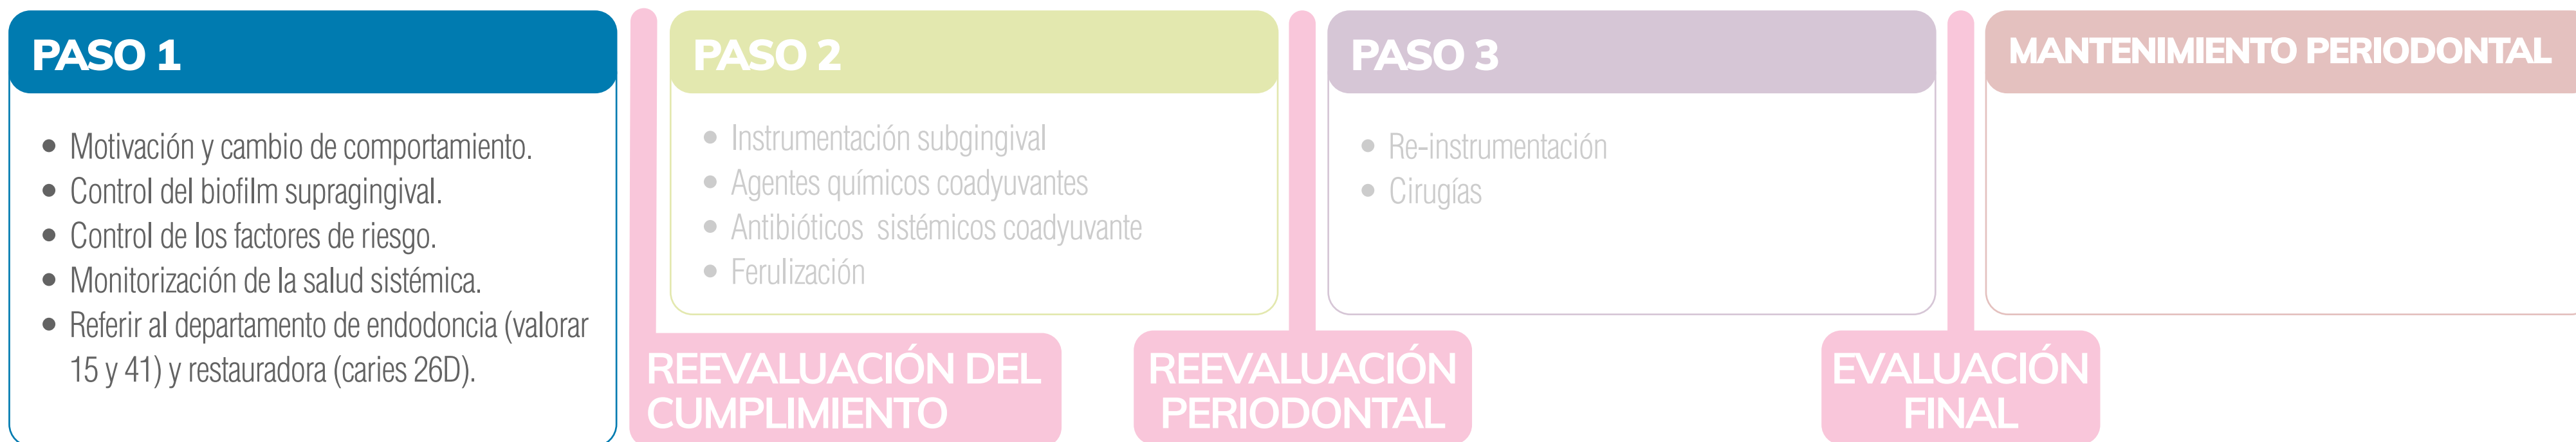 PASO 1
• Motivación y cambio de comportamiento.
• Control del biofilm supragingival.
• Control de los factores de riesgo.
• Monitorización de la salud sistémica.
• Referir al departamento de endodoncia (valorar
15 y 41) y restauradora (caries 26D).
REEVALUACIÓN DEL
CUMPLIMIENTO
PASO 2
• Instrumentación subgingival
• Agentes químicos coadyuvantes
• Antibióticos sistémicos coadyuvante
• Ferulización
REEVALUACIÓN
PERIODONTAL
PASO 3
• Re-instrumentación
• Cirugías
EVALUACIÓN
FINAL
MANTENIMIENTO PERIODONTAL